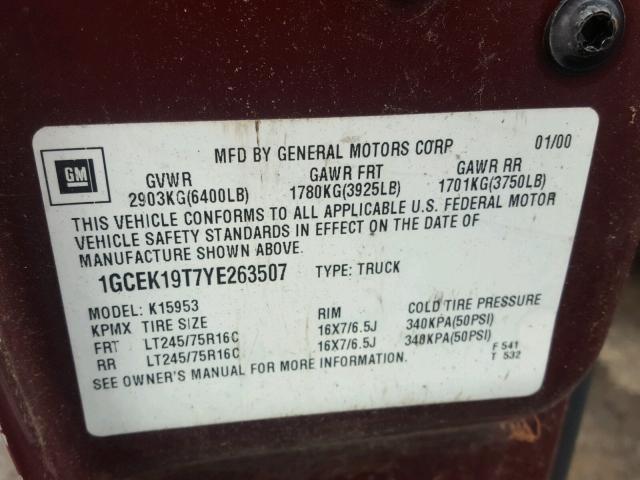 GM
MFD BY GENERAL MOTORS CORP 01/00
GVWR GAWR FRT GAWR RR
2903KG(6400LB) 1780KG(3925LB) 1701KG(3750LB)
THIS VEHICLE CONFORMS TO ALL APPLICABLE U.S. FEDERAL MOTOR
VEHICLE SAFETY STANDARDS IN EFFECT ON THE DATE OF
MANUFACTURE SHOWN ABOVE.
1GCEK19T7YE263507 TYPE: TRUCK
MODEL: K15953
KPMX TIRE SIZE RIM COLD TIRE PRESSURE
FRT LT245/75R16C 16X7/6.5J 340KPA(50PSI)
RR LT245/75R16C 16X7/6.5J 340KPA(50PSI)
SEE OWNER'S MANUAL FOR MORE INFORMATION.
F 541
T 532